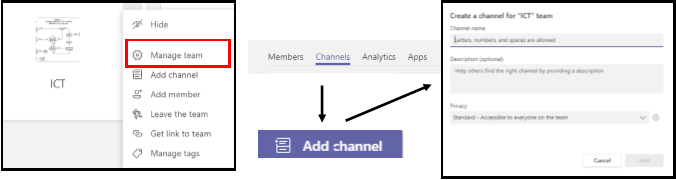 ICT
Hide
Manage team
Add channel
Add member
Leave the team
Get link to team
Manage tags
Members Channels Analytics Apps
Add channel
Create a channel for "ICT" team
Channel name
Letters, numbers, and spaces are allowed
Description (optional)
Help others find the right channel by providing a description
Privacy
Standard - Accessible to everyone on the team
Cancel
Add